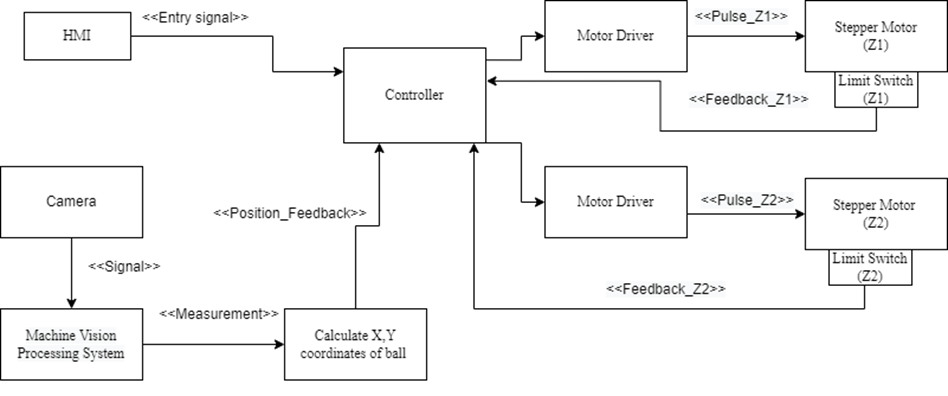 <<Entry signal>>
HMI
Controller
Motor Driver
<<Pulse_Z1>>
Stepper Motor
(Z1)
Limit Switch
(Z1)
<<Feedback_Z1>>
Camera
<<Signal>>
<<Position_Feedback>>
Motor Driver
<<Pulse_Z2>>
Stepper Motor
(Z2)
Limit Switch
(Z2)
<<Feedback_Z2>>
Machine Vision
Processing System
<<Measurement>>
Calculate X,Y
coordinates of ball